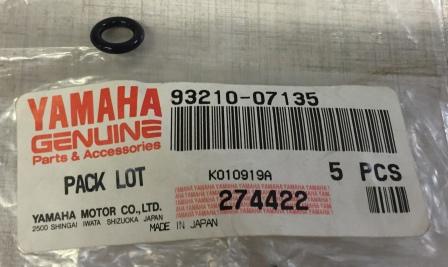 YAMAHA
GENUINE
Parts & Accessories
93210-07135
PACK LOT
K010919A
5 PCS
274422
YAMAHA MOTOR CO., LTD.
2500 SHINGAI IWATA SHIZUOKA JAPAN
MADE IN JAPAN